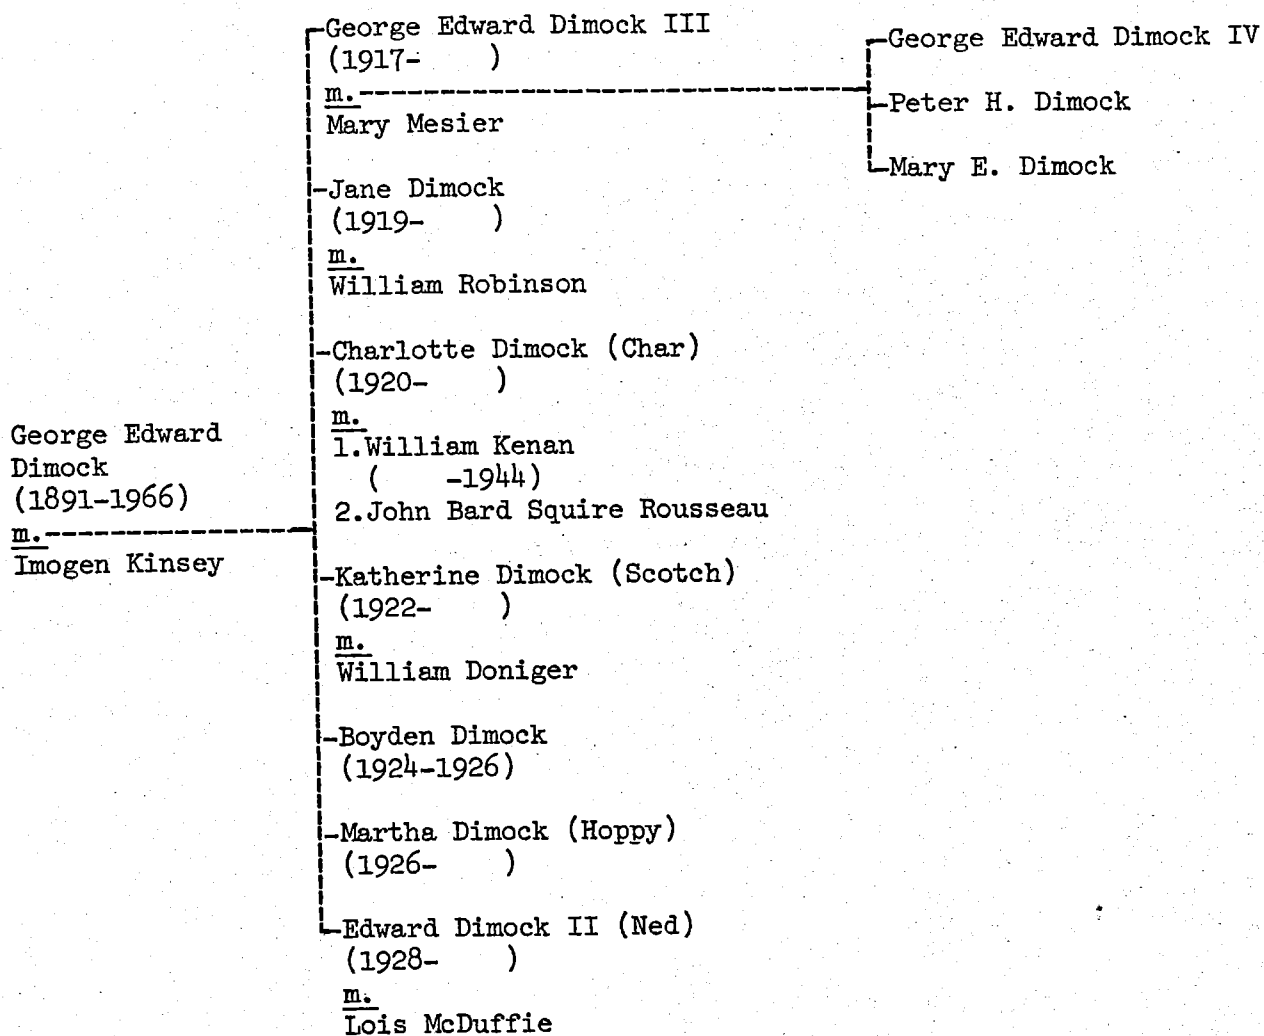 George Edward
Dimock
(1891-1966)
m.
Imogen Kinsey
George Edward Dimock III
(1917-    )
m.
Mary Mesier
Jane Dimock
(1919-    )
m.
William Robinson
Charlotte Dimock (Char)
(1920-    )
m.
1.William Kenan
(    -1944)
2.John Bard Squire Rousseau
Katherine Dimock (Scotch)
(1922-    )
m.
William Doniger
Boyden Dimock
(1924-1926)
Martha Dimock (Hoppy)
(1926-    )
Edward Dimock II (Ned)
(1928-    )
m.
Lois McDuffie
George Edward Dimock IV
Peter H. Dimock
Mary E. Dimock